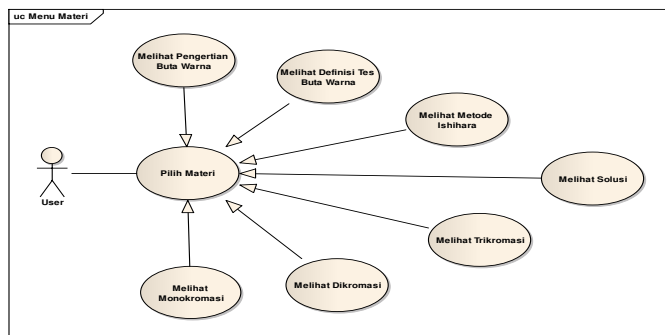 uc Menu Materi
Melihat Pengertian
Buta Warna
Melihat Definisi Tes
Buta Warna
Melihat Metode
Ishihara
Pilih Materi
Melihat Solusi
User
Melihat Trikromasi
Melihat
Monokromasi
Melihat Dikromasi